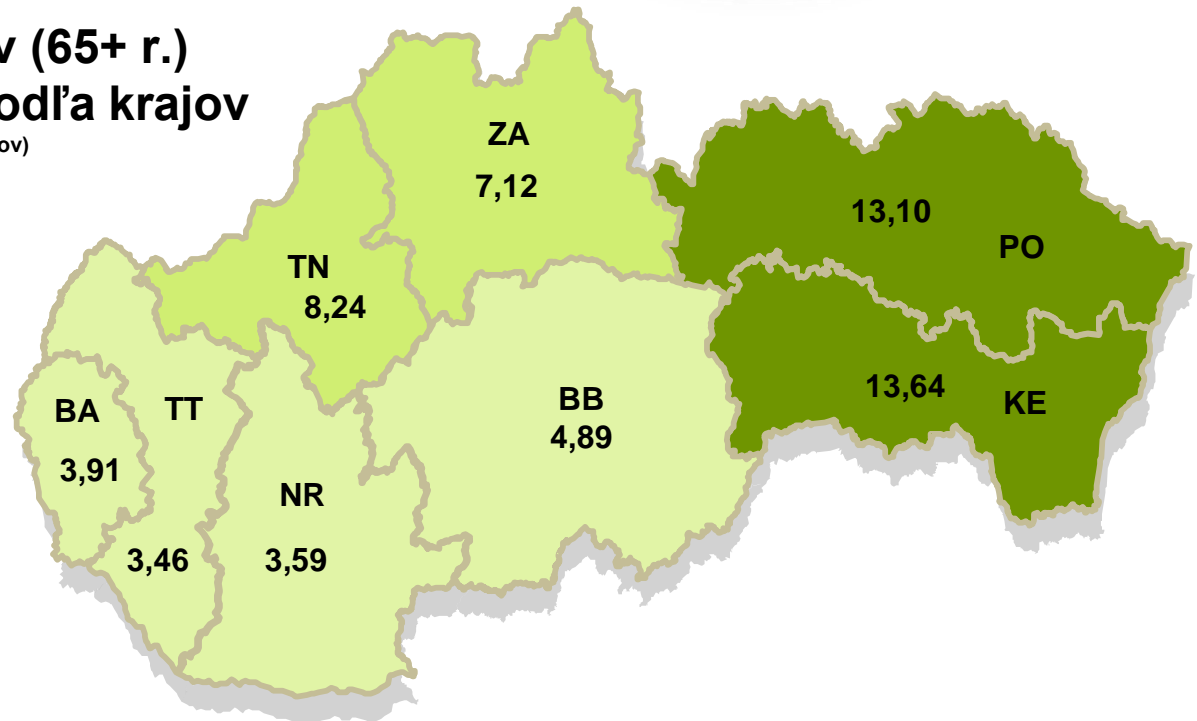 v (65+ r.)
odľa krajov
ov)
ZA
7,12
13,10
PO
TN
8,24
13,64
KE
BA
TT
BB
4,89
3,91
NR
3,46
3,59